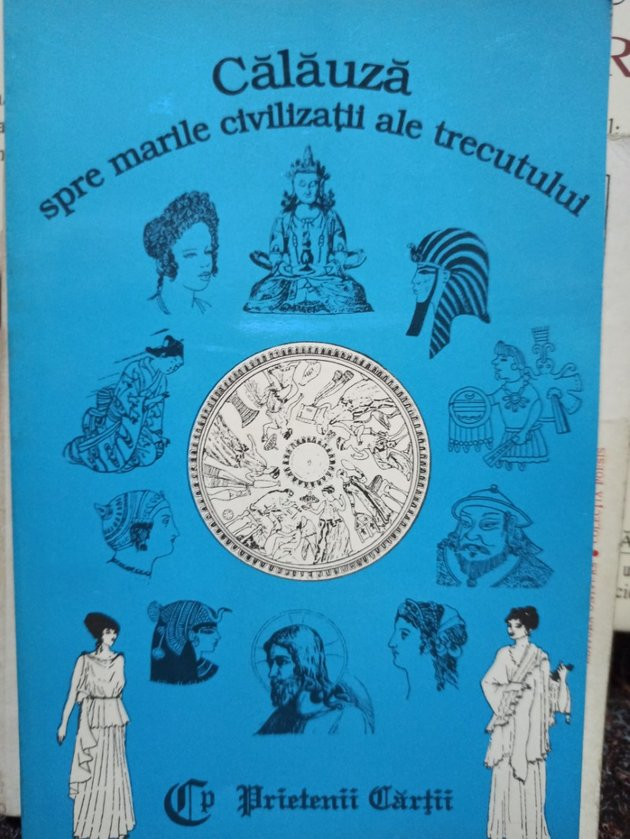 Călăuză
spre marile civilizații ale trecutului
Cp Prietenii Cărții